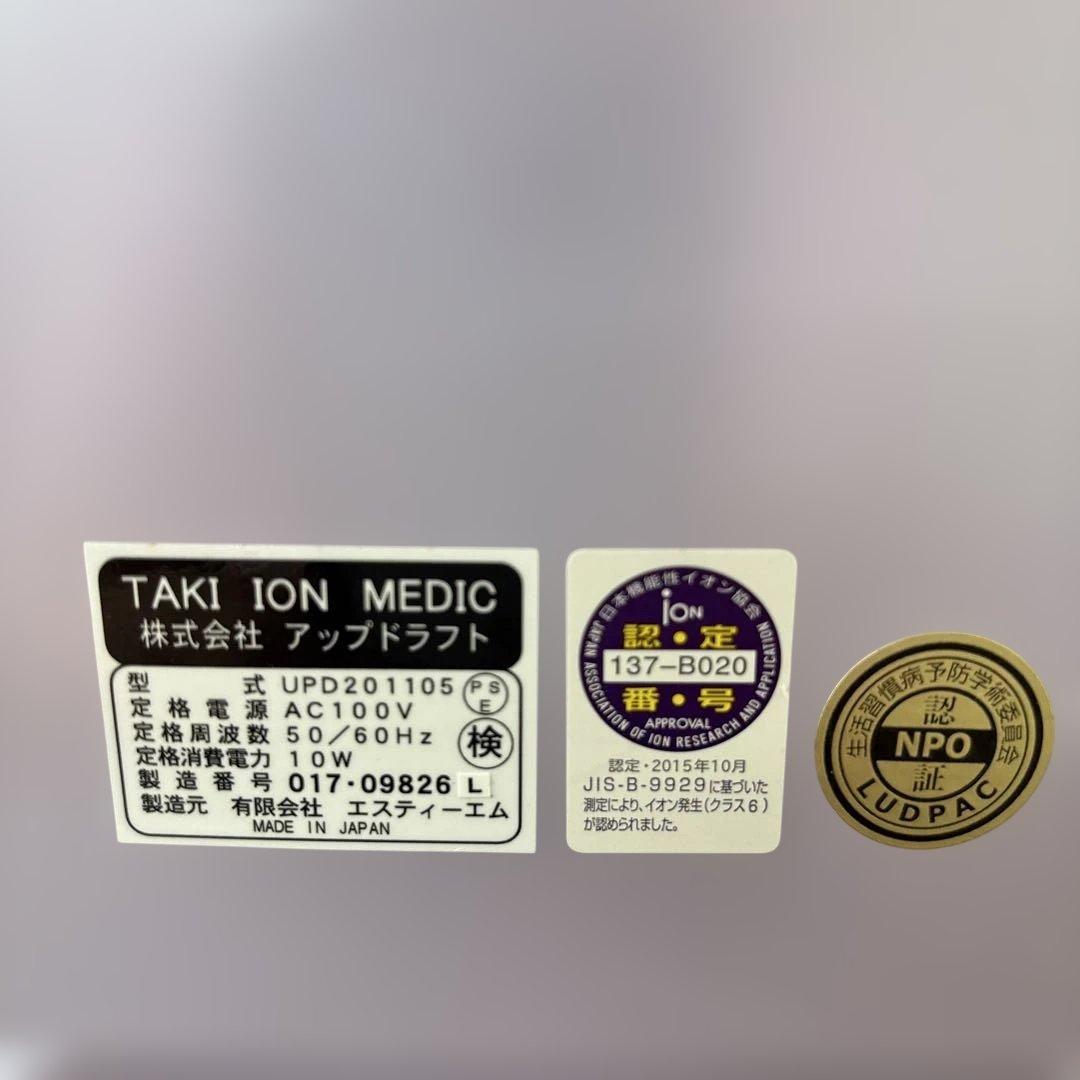 TAKI ION MEDIC
株式会社 アップドラフト
型式 UPD201105 PSE
定格電源 AC100V
定格周波数 50/60Hz
定格消費電力 10W
検
製造番号 017・09826 L
製造元 有限会社 エスティーエム
MADE IN JAPAN
日本機能性イオン協会
ion
認・定
137-B020
番・号
APPROVAL
JAPAN ASSOCIATION OF ION RESEARCH AND APPLICATION
認定・2015年10月
JIS-B-9929に基づいた
測定により、イオン発生(クラス6)
が認められました。
生活習慣病予防学術委員会
認
NPO
証
LUDPAC